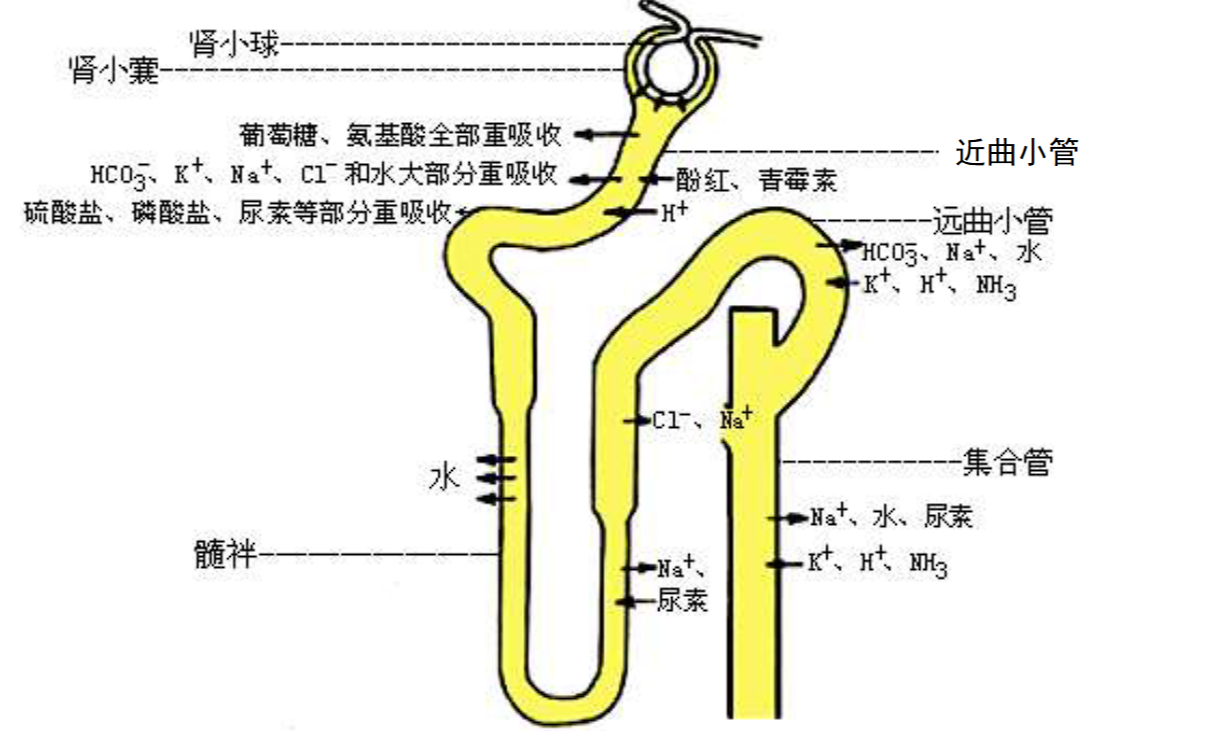 肾小球
肾小囊
葡萄糖、氨基酸全部重吸收
近曲小管
HCO₃⁻、K⁺、Na⁺、Cl⁻和水大部分重吸收
酚红、青霉素
硫酸盐、磷酸盐、尿素等部分重吸收
H⁺
远曲小管
HCO₃⁻、Na⁺、水
K⁺、H⁺、NH₃
Cl⁻、Na⁺
水
集合管
Na⁺、水、尿素
髓袢
K⁺、H⁺、NH₃
Na⁺、
尿素